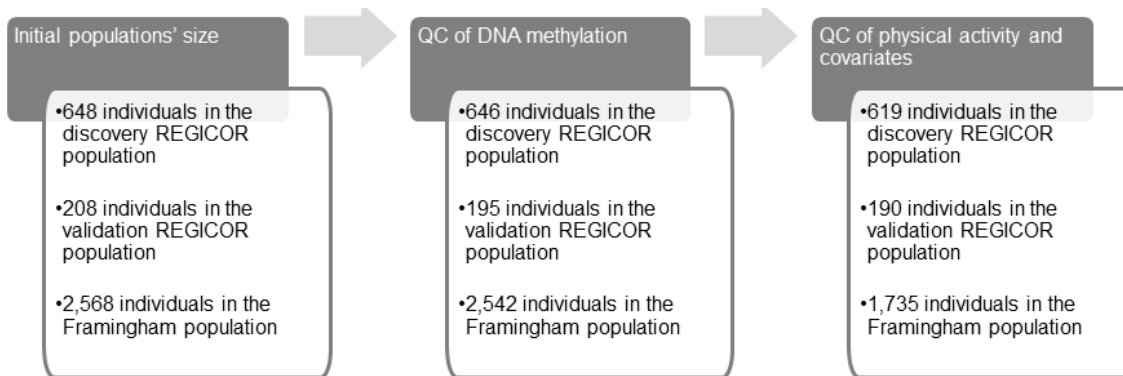 Initial populations' size
•648 individuals in the
discovery REGICOR
population
•208 individuals in the
validation REGICOR
population
•2,568 individuals in the
Framingham population
QC of DNA methylation
•646 individuals in the
discovery REGICOR
population
•195 individuals in the
validation REGICOR
population
•2,542 individuals in the
Framingham population
QC of physical activity and
covariates
•619 individuals in the
discovery REGICOR
population
•190 individuals in the
validation REGICOR
population
•1,735 individuals in the
Framingham population